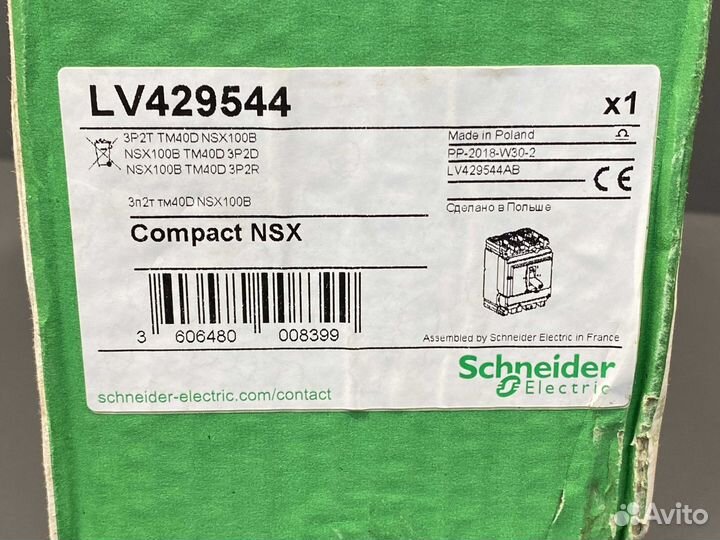 LV429544
x1
3P2T TM40D NSX100B
NSX100B TM40D 3P2D
NSX100B TM40D 3P2R
3п2т тм40D NSX100B
Compact NSX
Made in Poland
PP-2018-W30-2
LV429544AB
CE
Сделано в Польше
3 606480 008399
Assembled by Schneider Electric in France
Schneider
Electric
schneider-electric.com/contact
Avito